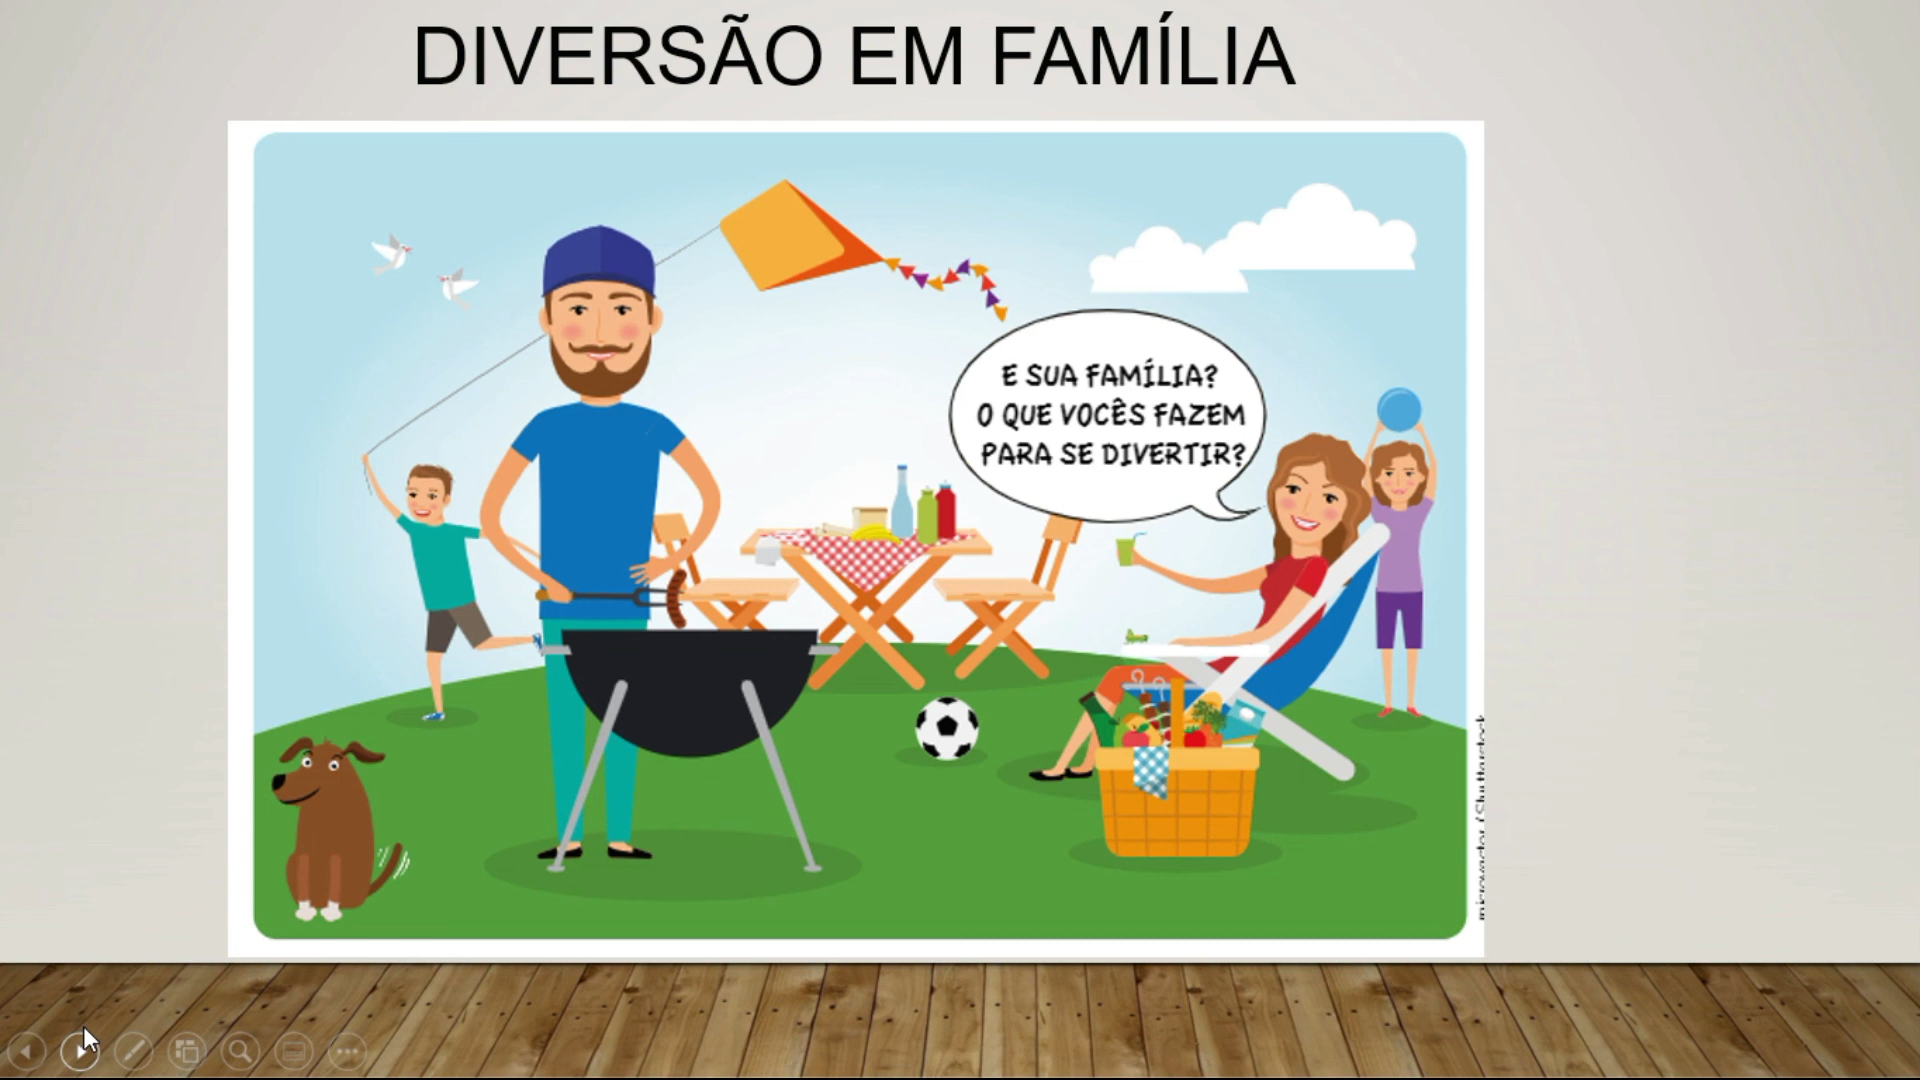 DIVERSÃO EM FAMÍLIA
E SUA FAMÍLIA?
O QUE VOCÊS FAZEM
PARA SE DIVERTIR?